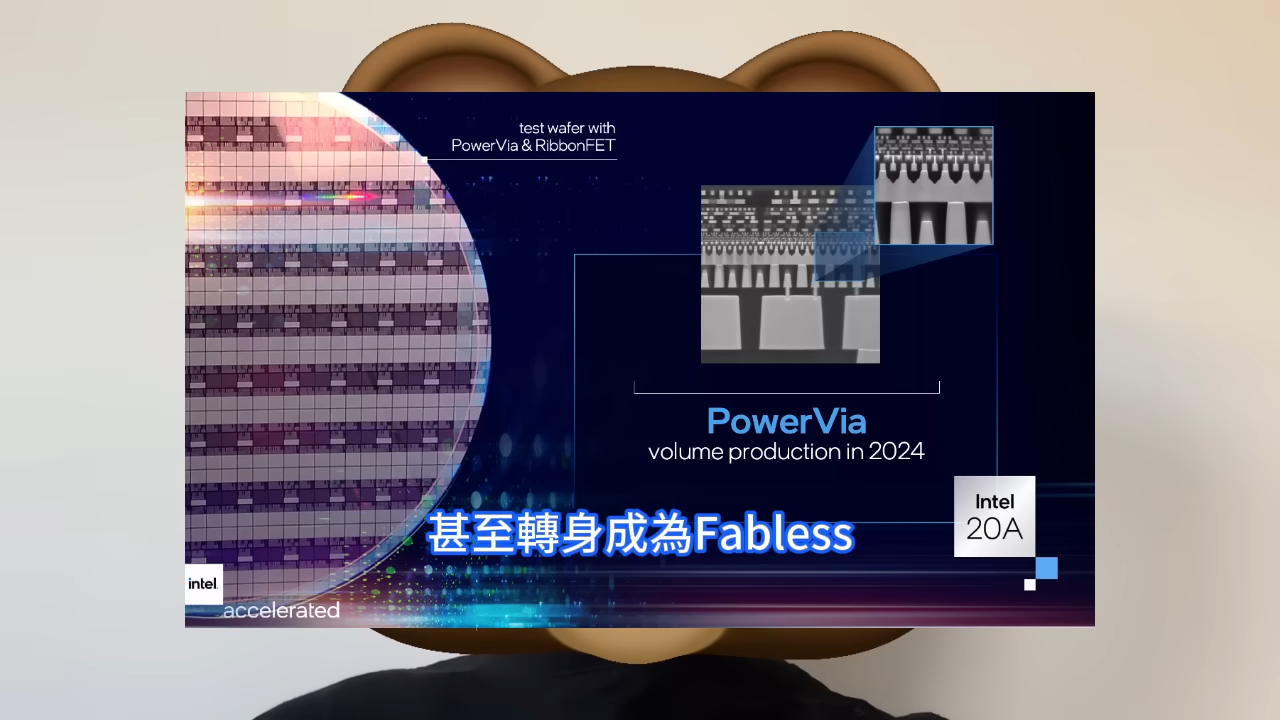 test wafer with
PowerVia & RibbonFET
PowerVia
volume production in 2024
Intel
20A
甚至轉身成為Fabless
intel.
accelerated